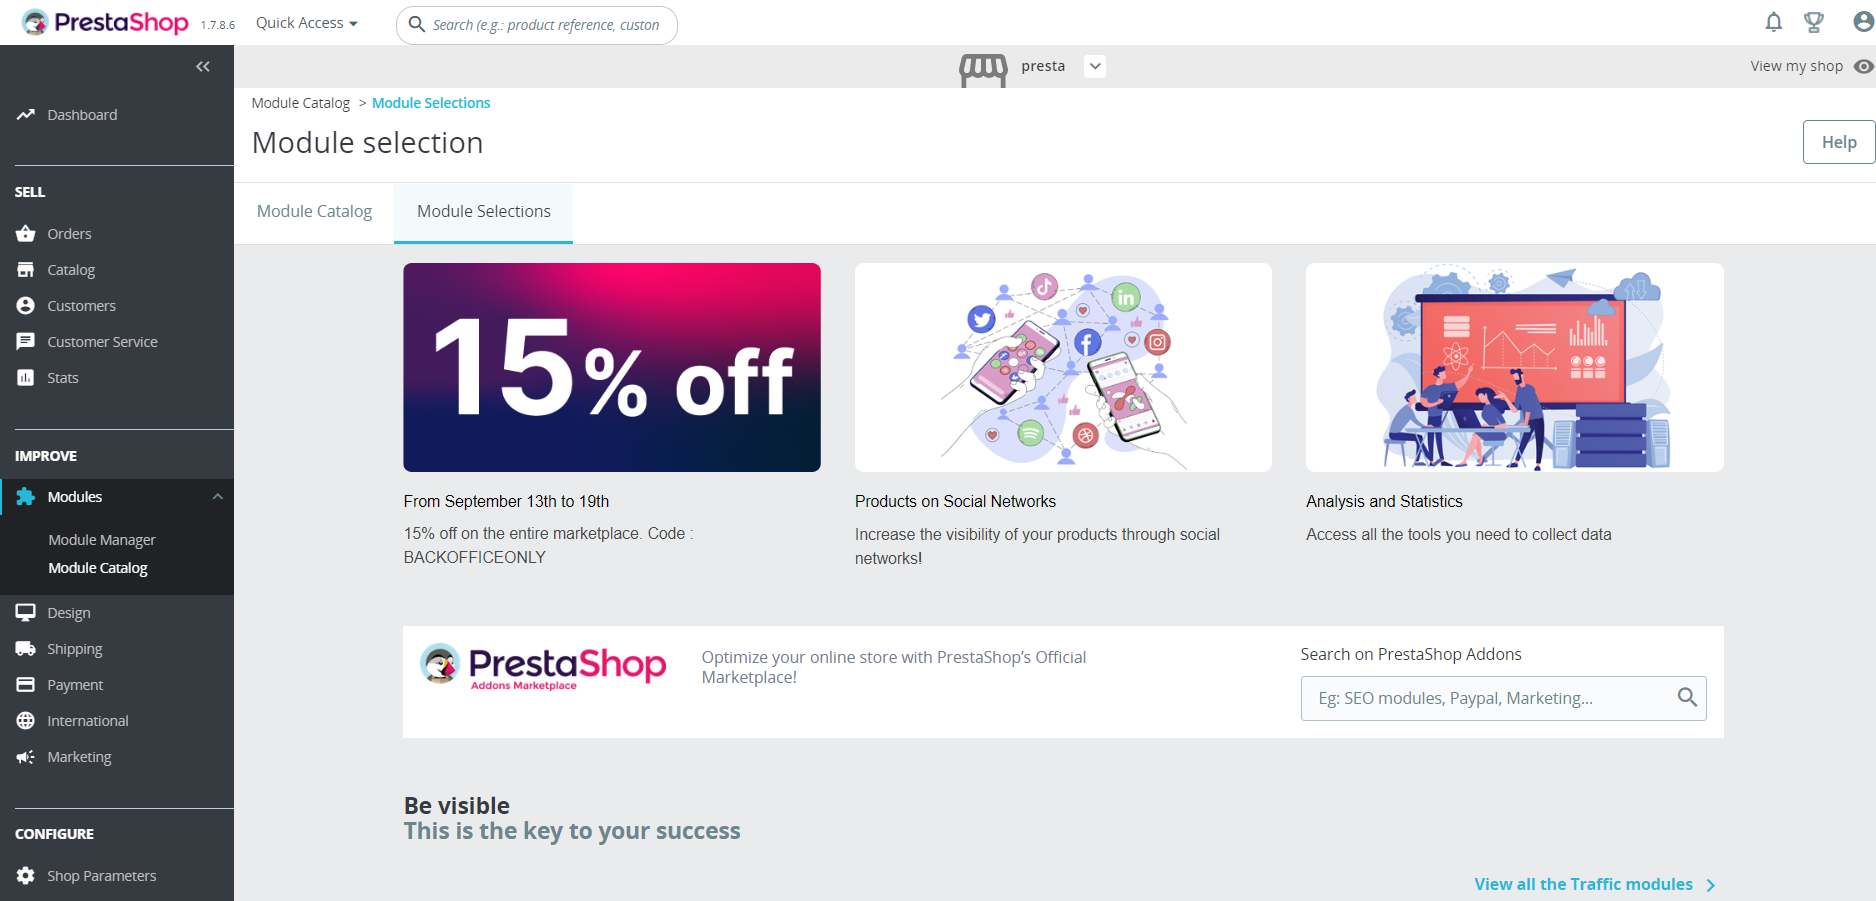 PrestaShop 1.7.8.6 Quick Access Search (e.g.: product reference, custon
presta View my shop
Module Catalog > Module Selections
Module selection
Help
Module Catalog Module Selections
Dashboard
SELL
Orders
Catalog
Customers
Customer Service
Stats
IMPROVE
Modules
Module Manager
Module Catalog
Design
Shipping
Payment
International
Marketing
CONFIGURE
Shop Parameters
15% off
From September 13th to 19th
15% off on the entire marketplace. Code :
BACKOFFICEONLY
in
f
Products on Social Networks
Increase the visibility of your products through social
networks!
Analysis and Statistics
Access all the tools you need to collect data
PrestaShop
Addons Marketplace
Optimize your online store with PrestaShop's Official
Marketplace!
Search on PrestaShop Addons
Eg: SEO modules, Paypal, Marketing...
Be visible
This is the key to your success
View all the Traffic modules